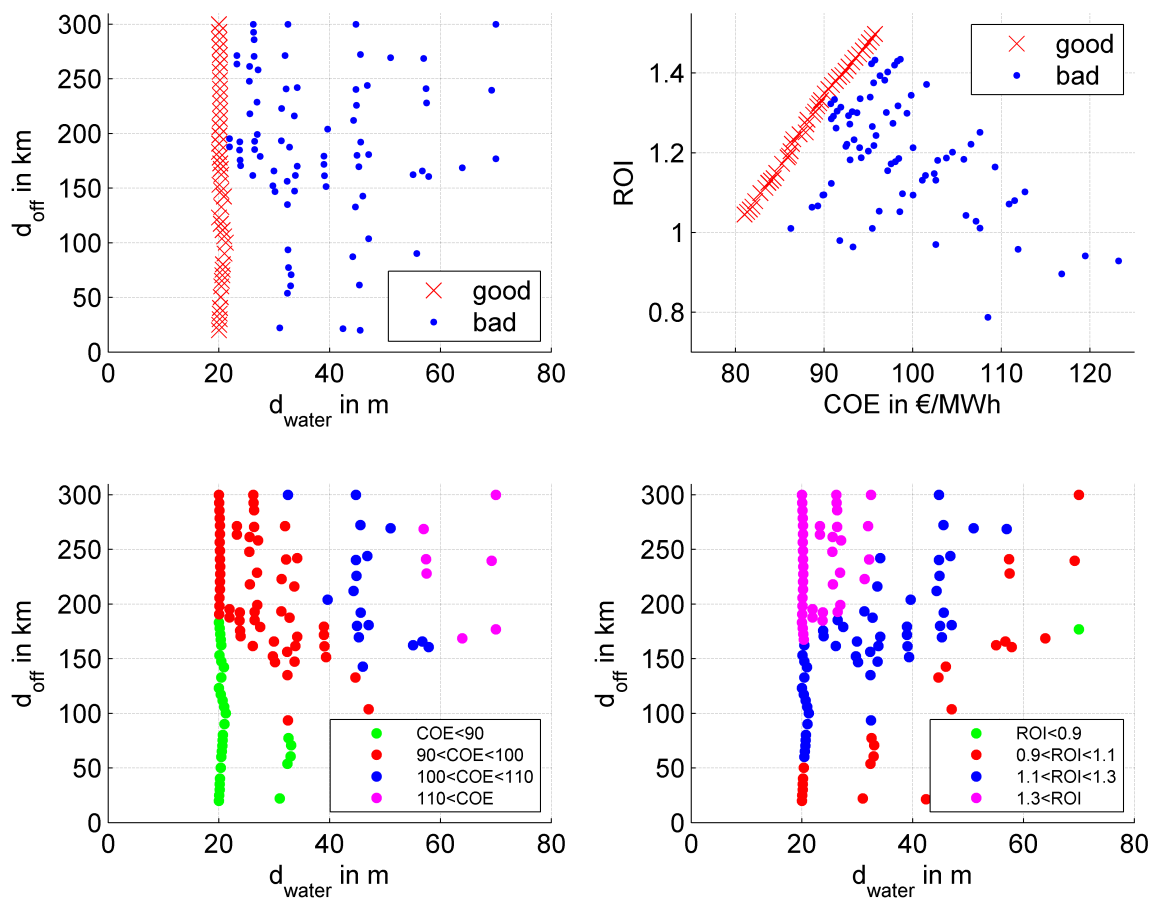 300
250
200
150
100
50
0
d_off in km
good
bad
0 20 40 60 80
d_water in m
1.4
1.2
1
0.8
ROI
good
bad
80 90 100 110 120
COE in €/MWh
300
250
200
150
100
50
0
d_off in km
COE<90
90<COE<100
100<COE<110
110<COE
0 20 40 60 80
d_water in m
300
250
200
150
100
50
0
d_off in km
ROI<0.9
0.9<ROI<1.1
1.1<ROI<1.3
1.3<ROI
0 20 40 60 80
d_water in m